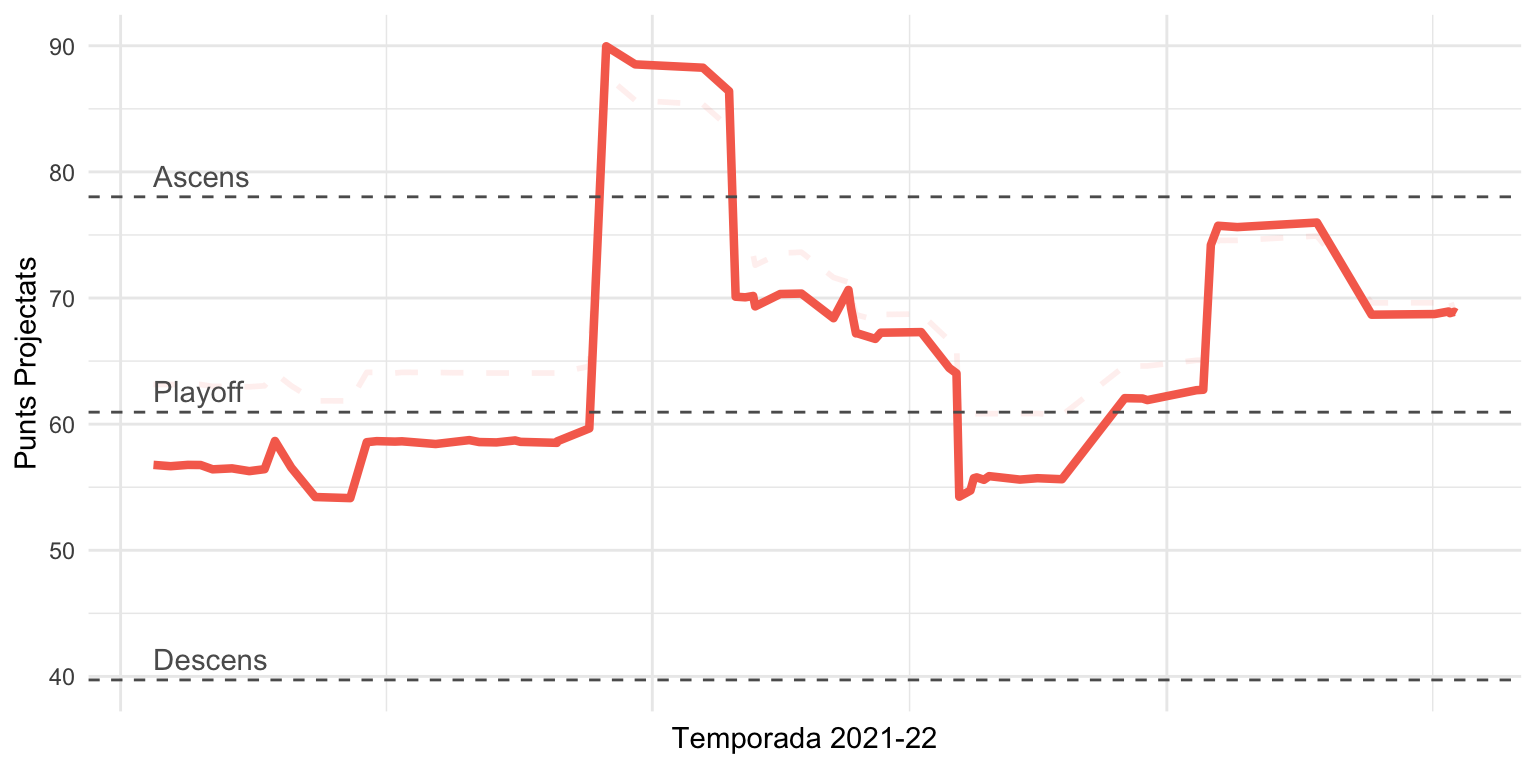 90
80
70
60
50
40
Punts Projectats
Ascens
Playoff
Descens
Temporada 2021-22